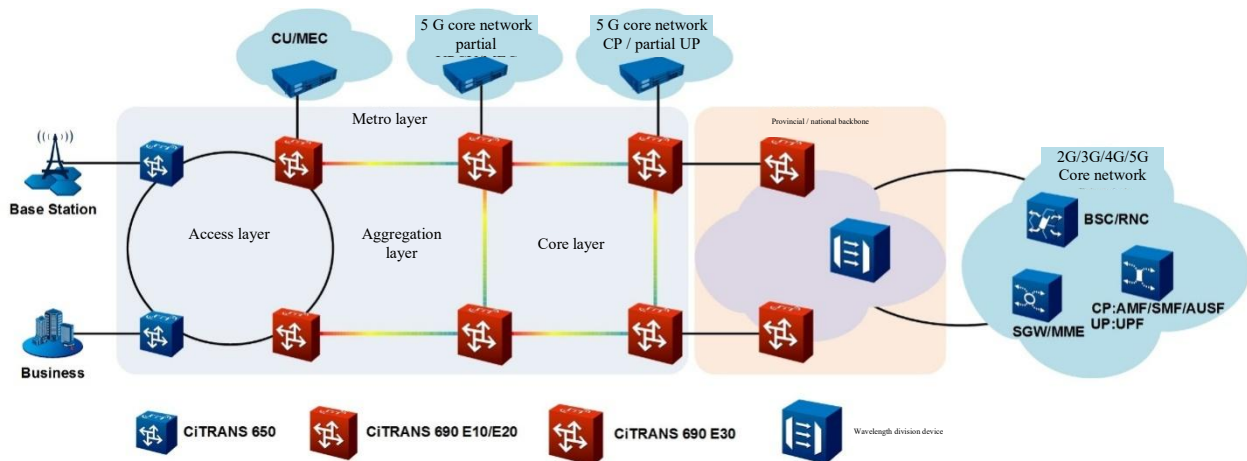 CU/MEC
5 G core network
partial
5 G core network
CP / partial UP
Metro layer
Provincial / national backbone
2G/3G/4G/5G
Core network
Base Station
BSC/RNC
Access layer
Aggregation
layer
Core layer
CP:AMF/SMF/AUSF
UP:UPF
SGW/MME
Business
CiTRANS 650
CiTRANS 690 E10/E20
CiTRANS 690 E30
Wavelength division device